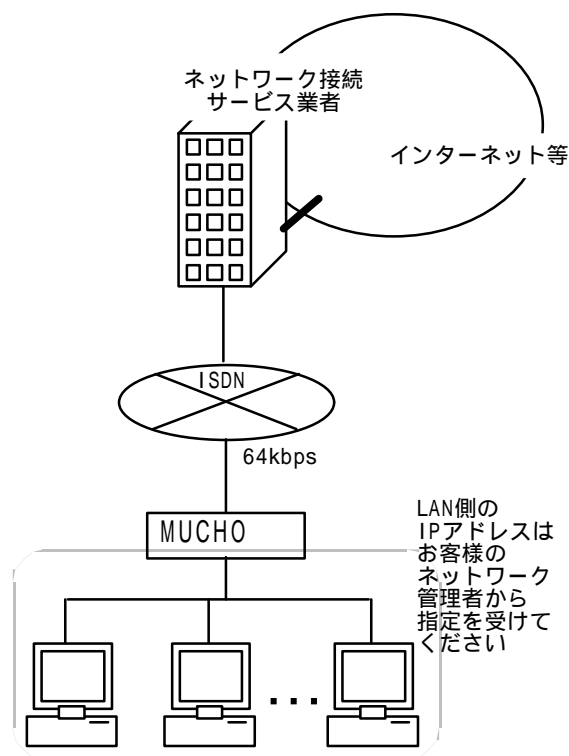 ネットワーク接続
サービス業者
インターネット等
ISDN
64kbps
MUCHO
LAN側の
IPアドレスは
お客様の
ネットワーク
管理者から
指定を受けて
ください